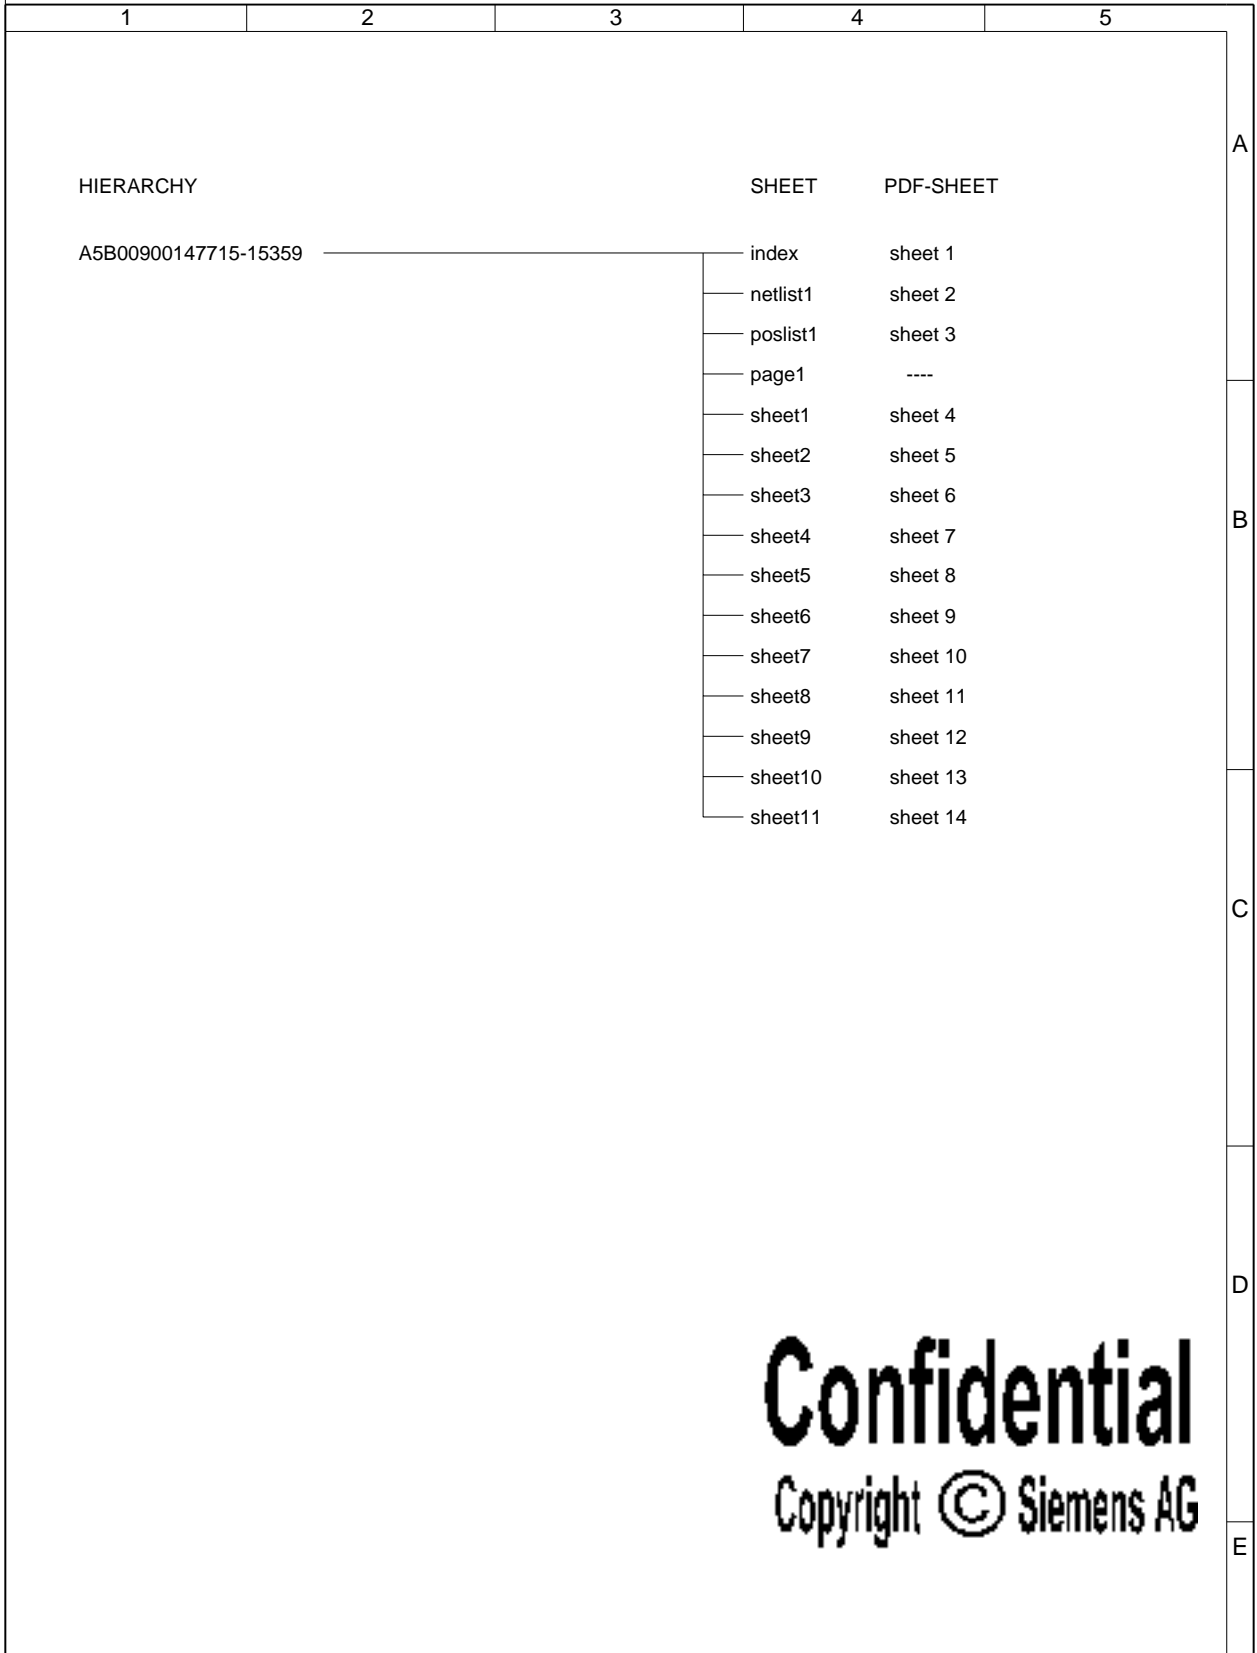 1 2 3 4 5
A
HIERARCHY SHEET PDF-SHEET
A5B00900147715-15359 index sheet 1
netlist1 sheet 2
poslist1 sheet 3
page1 ----
sheet1 sheet 4
sheet2 sheet 5
sheet3 sheet 6
B
sheet4 sheet 7
sheet5 sheet 8
sheet6 sheet 9
sheet7 sheet 10
sheet8 sheet 11
sheet9 sheet 12
sheet10 sheet 13
sheet11 sheet 14
C
D
Confidential
Copyright © Siemens AG
E